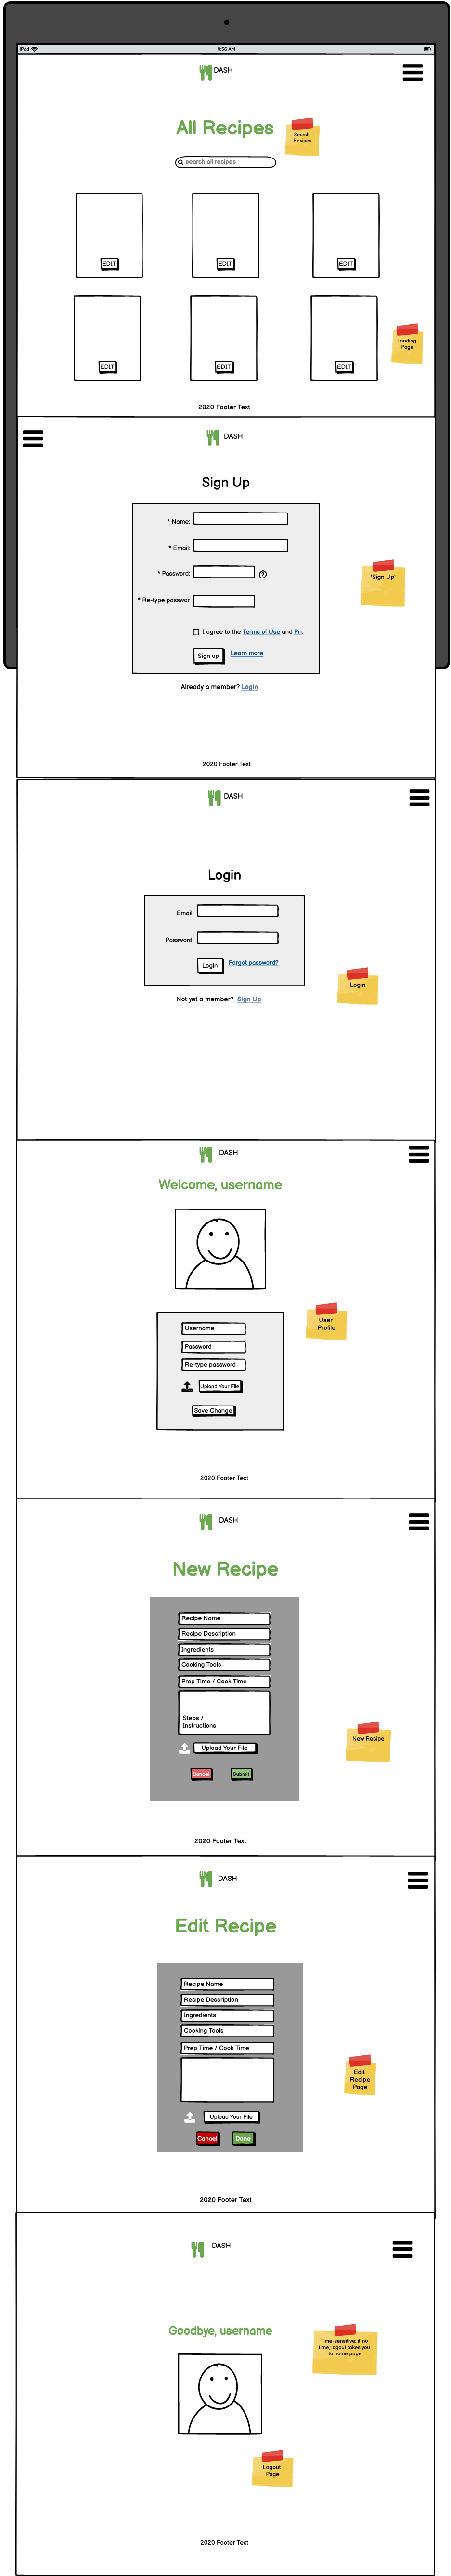 iPad
0:56 AM
DASH
All Recipes
Search
Recipes
search all recipes
EDIT
EDIT
EDIT
EDIT
EDIT
EDIT
Landing
Page
2020 Footer Text
DASH
Sign Up
* Name:
* Email:
* Password:
?
* Re-type passwor
'Sign Up'
I agree to the Terms of Use and Pri.
Sign up
Learn more
Already a member? Login
2020 Footer Text
DASH
Login
Email:
Password:
Login
Forgot password?
Login
Not yet a member? Sign Up
DASH
Welcome, username
User
Profile
Username
Password
Re-type password
Upload Your File
Save Change
2020 Footer Text
DASH
New Recipe
Recipe Name
Recipe Description
Ingredients
Cooking Tools
Prep Time / Cook Time
Steps /
Instructions
New Recipe
Upload Your File
Cancel
Submit
2020 Footer Text
DASH
Edit Recipe
Recipe Name
Recipe Description
Ingredients
Cooking Tools
Prep Time / Cook Time
Edit
Recipe
Page
Upload Your File
Cancel
Done
2020 Footer Text
DASH
Goodbye, username
Time-sensitive: if no
time, logout takes you
to home page
Logout
Page
2020 Footer Text